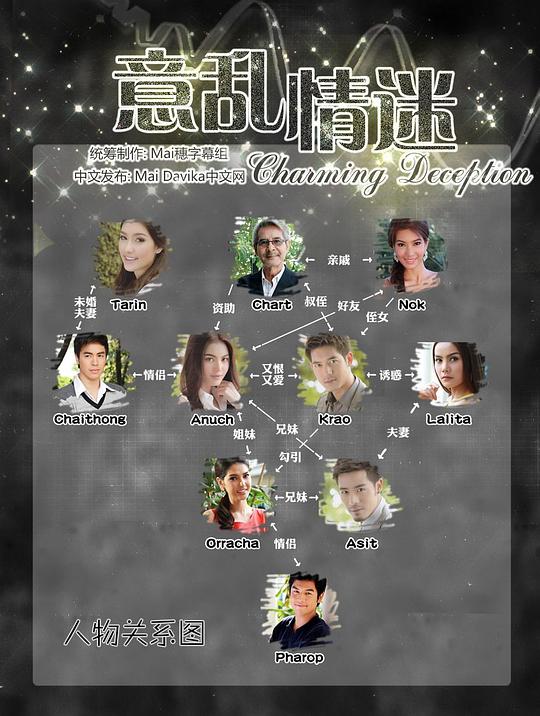 意乱情迷
统筹制作: Mai穗字幕组
中文发布: Mai Davika中文网
Charming Deception
亲戚
Tarin
Chart
Nok
未婚
夫妻
资助
叔侄
好友
侄女
情侣
又恨
又爱
诱惑
Chaithong
Anuch
Krao
Lalita
姐妹
兄妹
夫妻
勾引
兄妹
Orracha
Asit
情侣
人物关系图
Pharop